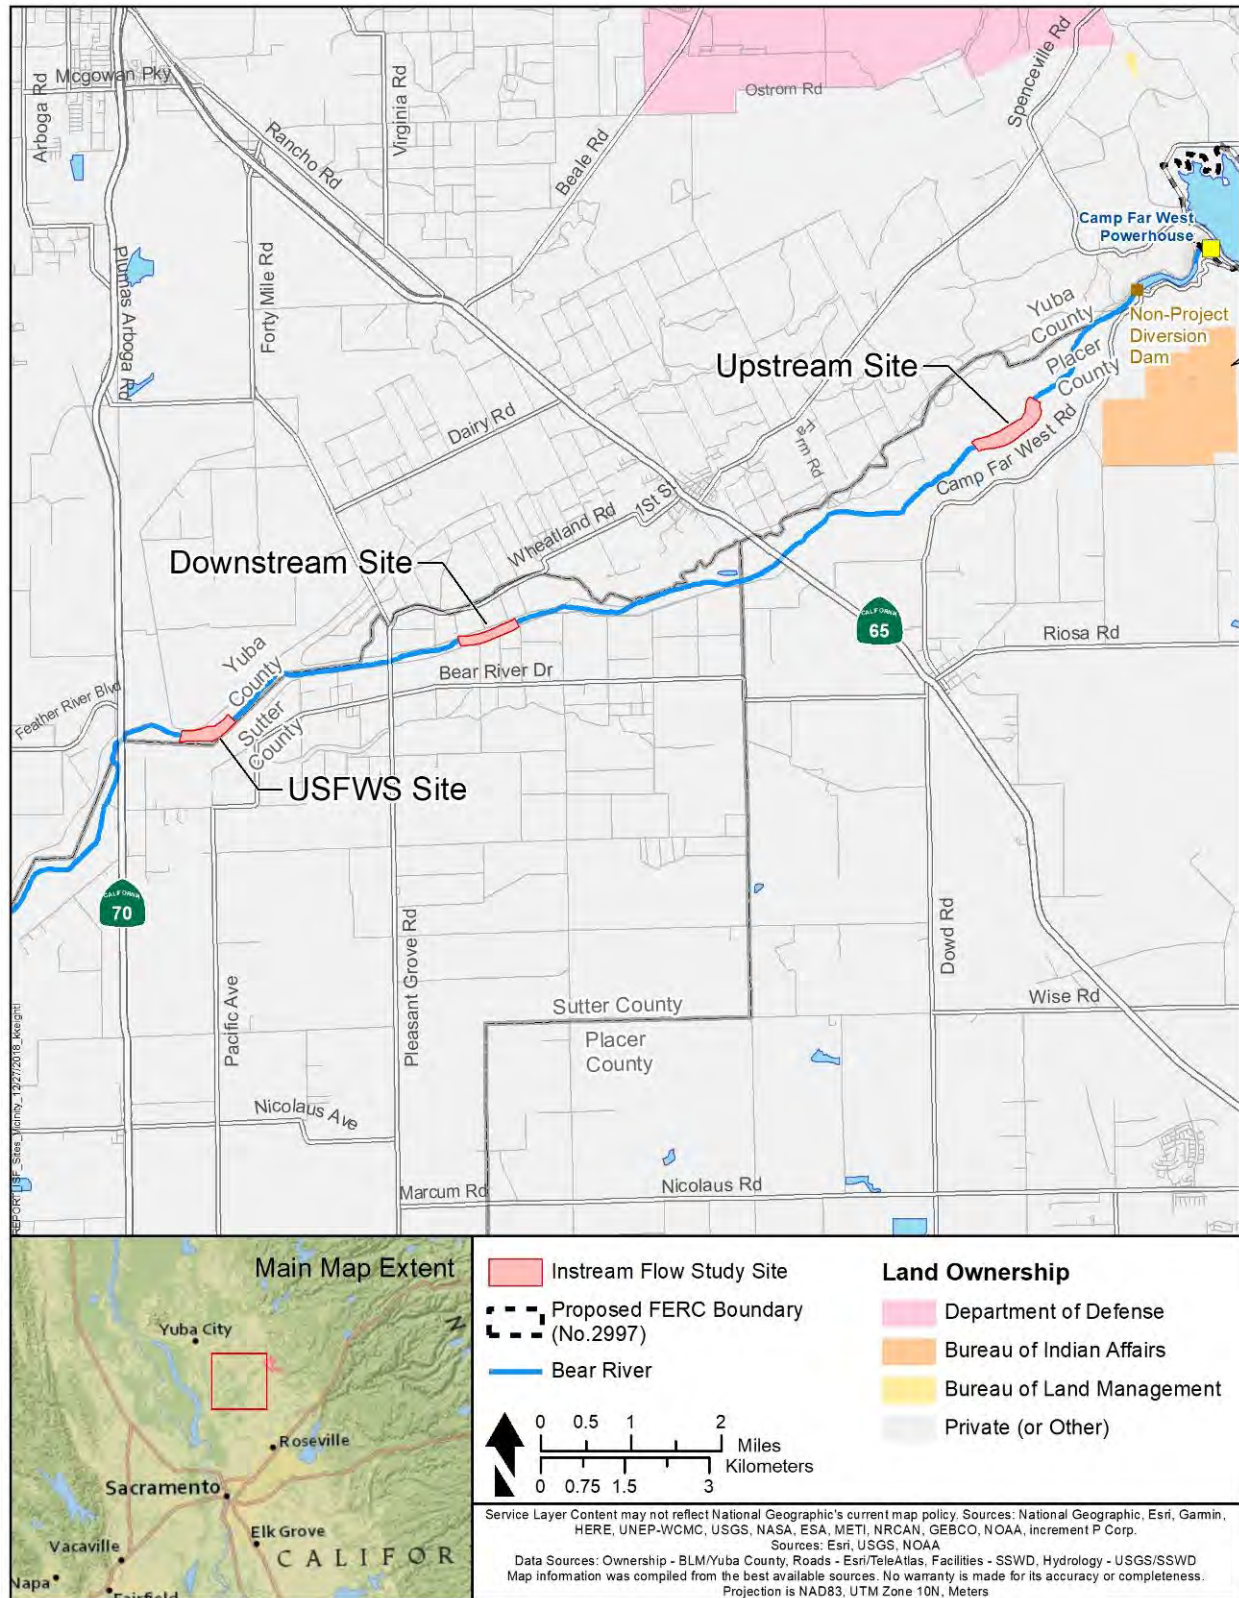 Mcgowan Pky
Arboga Rd
Rancho Rd
Virginia Rd
Beale Rd
Ostrom Rd
Spenceville Rd
Plumas Arboga Rd
Forty Mile Rd
Camp Far West
Powerhouse
Non-Project
Diversion
Dam
Yuba
County
Placer
County
Upstream Site
Camp Far West Rd
Dairy Rd
Farm Rd
1St St
Wheatland Rd
Downstream Site
CALIFORNIA
65
Riosa Rd
Yuba
County
Sutter
County
Bear River Dr
Feather River Blvd
USFWS Site
CALIFORNIA
70
Pacific Ave
Pleasant Grove Rd
Dowd Rd
Sutter County
Placer
County
Wise Rd
Nicolaus Ave
Marcum Rd
Nicolaus Rd
Main Map Extent
Yuba City
Roseville
Sacramento
Elk Grove
Vacaville
CALIFOR
Napa
Fairfield
N
Instream Flow Study Site
Proposed FERC Boundary
(No.2997)
Bear River
0 0.5 1 2
Miles
Kilometers
0 0.75 1.5 3
Land Ownership
Department of Defense
Bureau of Indian Affairs
Bureau of Land Management
Private (or Other)
Service Layer Content may not reflect National Geographic's current map policy. Sources: National Geographic, Esri, Garmin,
HERE, UNEP-WCMC, USGS, NASA, ESA, METI, NRCAN, GEBCO, NOAA, increment P Corp.
Sources: Esri, USGS, NOAA
Data Sources: Ownership - BLM/Yuba County, Roads - Esri/TeleAtlas, Facilities - SSWD, Hydrology - USGS/SSWD
Map information was compiled from the best available sources. No warranty is made for its accuracy or completeness.
Projection is NAD83, UTM Zone 10N, Meters